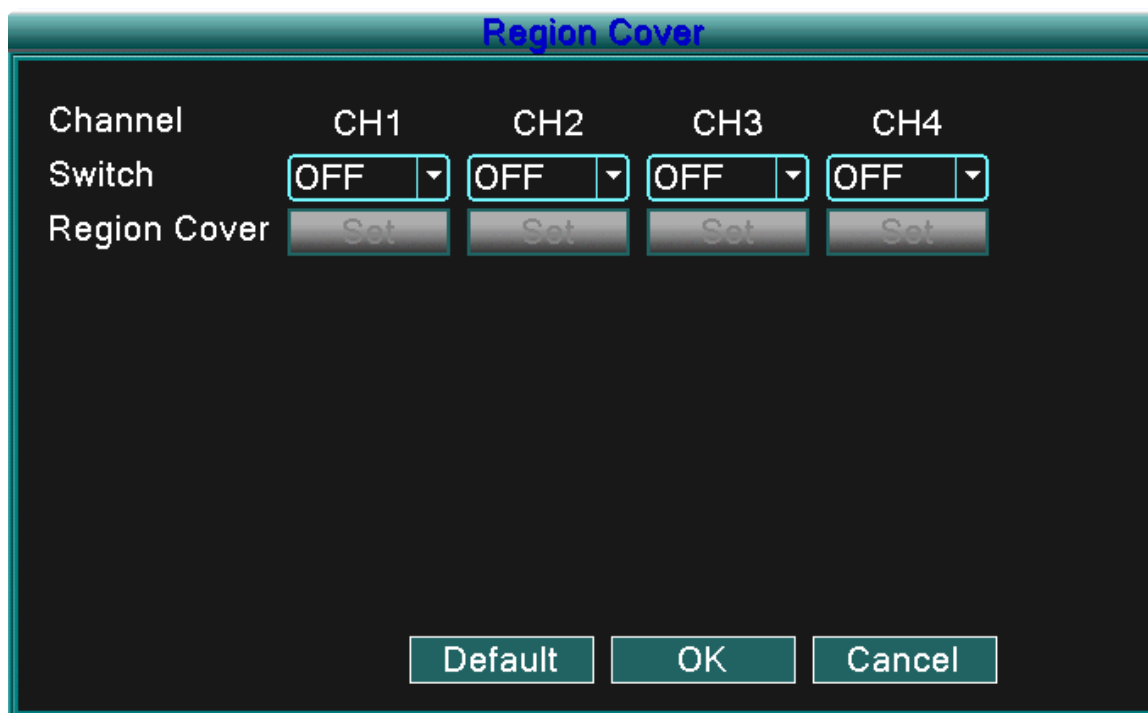 Region Cover
Channel CH1 CH2 CH3 CH4
Switch OFF OFF OFF OFF
Region Cover Set Set Set Set
Default OK Cancel